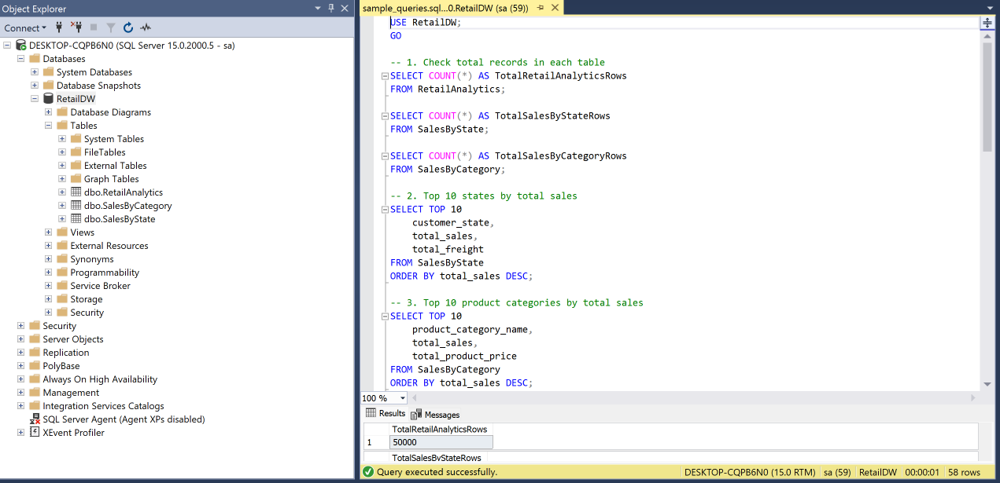 Object Explorer
Connect
DESKTOP-CQPB6N0 (SQL Server 15.0.2000.5 - sa)
Databases
System Databases
Database Snapshots
RetailDW
Database Diagrams
Tables
System Tables
FileTables
External Tables
Graph Tables
dbo.RetailAnalytics
dbo.SalesByCategory
dbo.SalesByState
Views
External Resources
Synonyms
Programmability
Service Broker
Storage
Security
Security
Server Objects
Replication
PolyBase
Always On High Availability
Management
Integration Services Catalogs
SQL Server Agent (Agent XPs disabled)
XEvent Profiler
sample_queries.sql...0.RetailDW (sa (59))
USE RetailDW;
GO
-- 1. Check total records in each table
SELECT COUNT(*) AS TotalRetailAnalyticsRows
FROM RetailAnalytics;
SELECT COUNT(*) AS TotalSalesByStateRows
FROM SalesByState;
SELECT COUNT(*) AS TotalSalesByCategoryRows
FROM SalesByCategory;
-- 2. Top 10 states by total sales
SELECT TOP 10
customer_state,
total_sales,
total_freight
FROM SalesByState
ORDER BY total_sales DESC;
-- 3. Top 10 product categories by total sales
SELECT TOP 10
product_category_name,
total_sales,
total_product_price
FROM SalesByCategory
ORDER BY total_sales DESC;
100 %
Results Messages
TotalRetailAnalyticsRows
1 50000
TotalSalesByStateRows
Query executed successfully. DESKTOP-CQPB6N0 (15.0 RTM) sa (59) RetailDW 00:00:01 58 rows